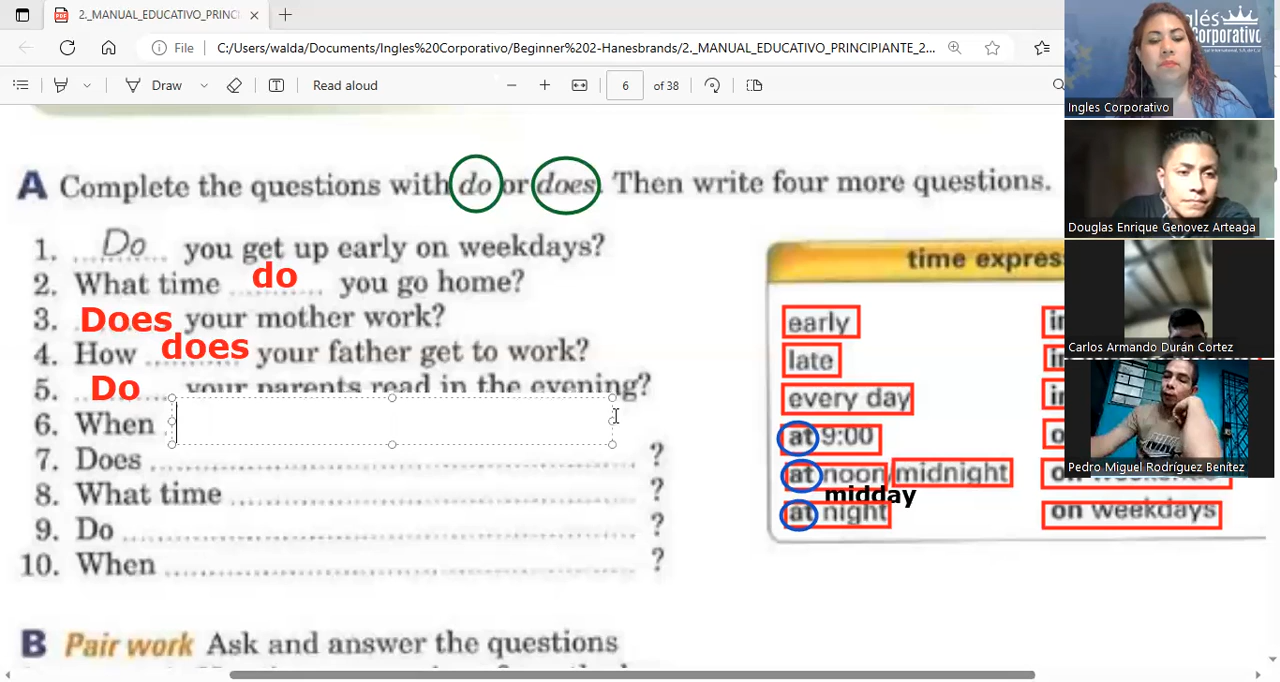 2._MANUAL_EDUCATIVO_PRINCI
File
C:/Users/walda/Documents/Ingles%20Corporativo/Beginner%202-Hanesbrands/2._MANUAL_EDUCATIVO_PRINCIPIANTE_2...
Draw
Read aloud
6
of 38
A Complete the questions with do or does. Then write four more questions.
1. Do you get up early on weekdays?
2. What time do you go home?
3. Does your mother work?
4. How does your father get to work?
5. Do your parents read in the evening?
6. When
7. Does ?
8. What time ?
9. Do ?
10. When ?
B Pair work Ask and answer the questions
time expres
early
late
every day
at 9:00
at noon/midnight
midday
at night
on weekdays
Inglés Corporativo
Ingles Corporativo
Douglas Enrique Genovez Arteaga
Carlos Armando Durán Cortez
Pedro Miguel Rodríguez Benítez